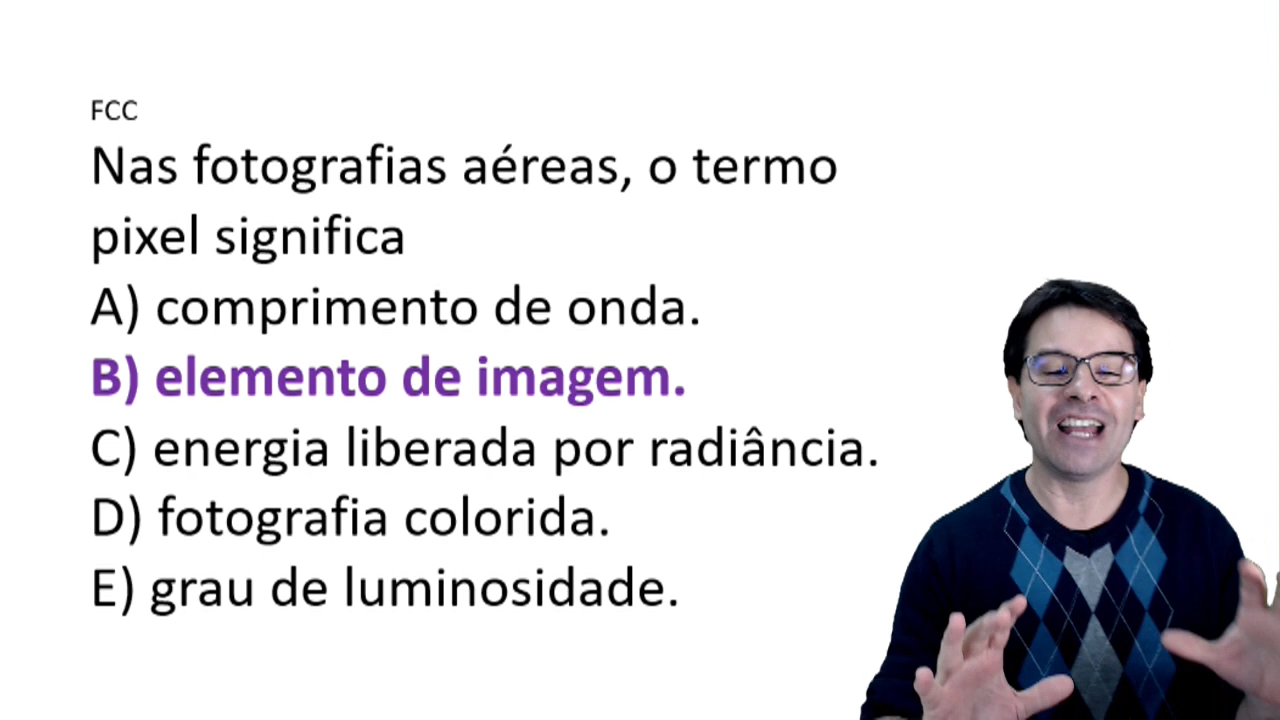 FCC
Nas fotografias aéreas, o termo
pixel significa
A) comprimento de onda.
B) elemento de imagem.
C) energia liberada por radiância.
D) fotografia colorida.
E) grau de luminosidade.